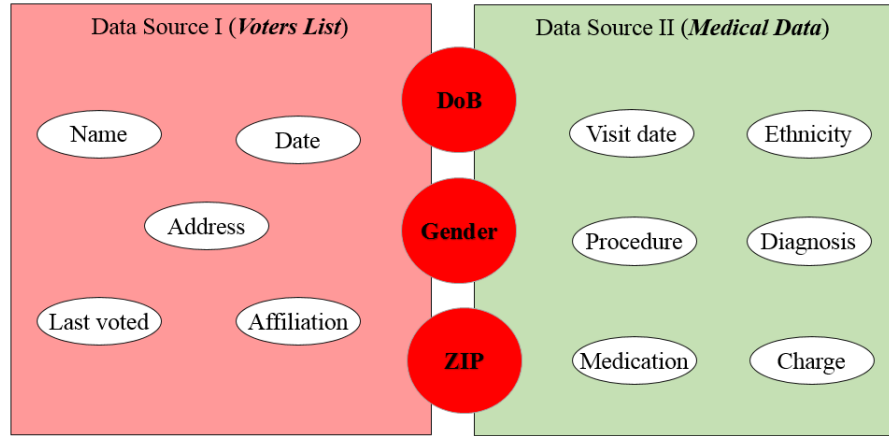 Data Source I (Voters List)
Data Source II (Medical Data)
DoB
Name
Date
Visit date
Ethnicity
Address
Gender
Procedure
Diagnosis
Last voted
Affiliation
ZIP
Medication
Charge